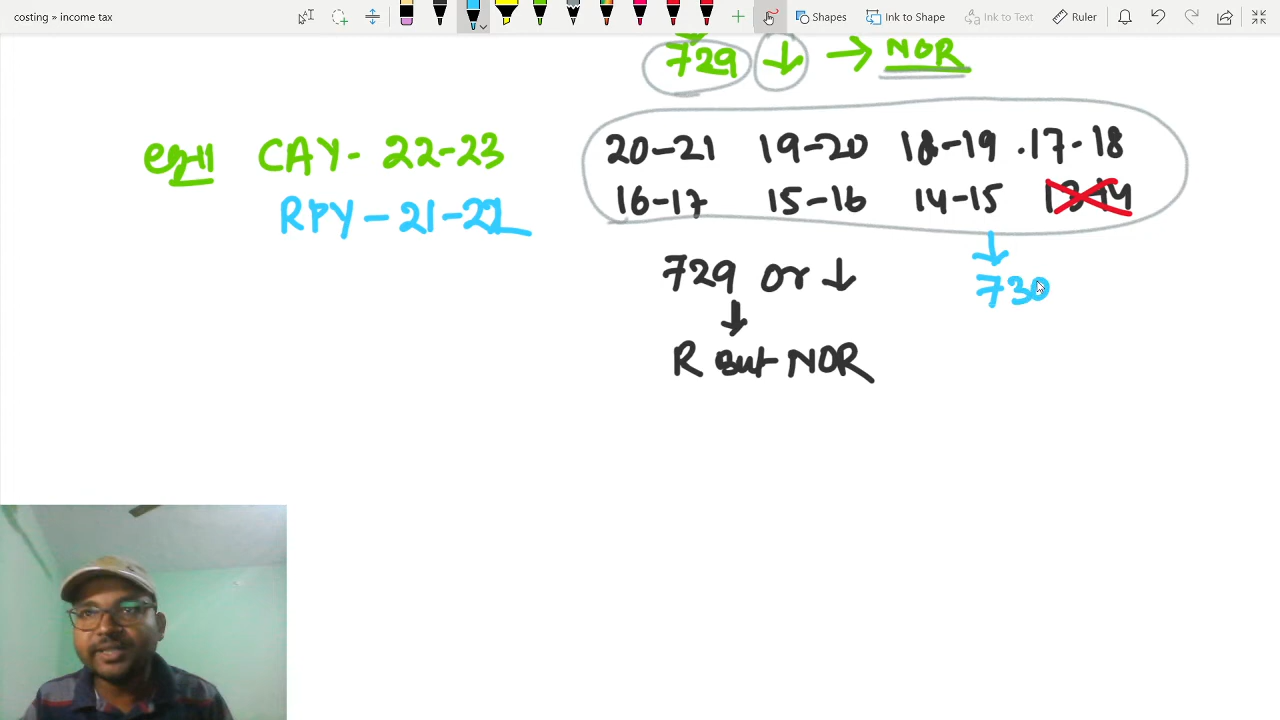 costing » income tax
Shapes Ink to Shape Ink to Text Ruler
729 ↓ → NOR
CAY - 22-23
RPY - 21-22
20-21 19-20 18-19 .17-18
16-17 15-16 14-15 13-14
729 or ↓
↓
R But NOR
↓
730